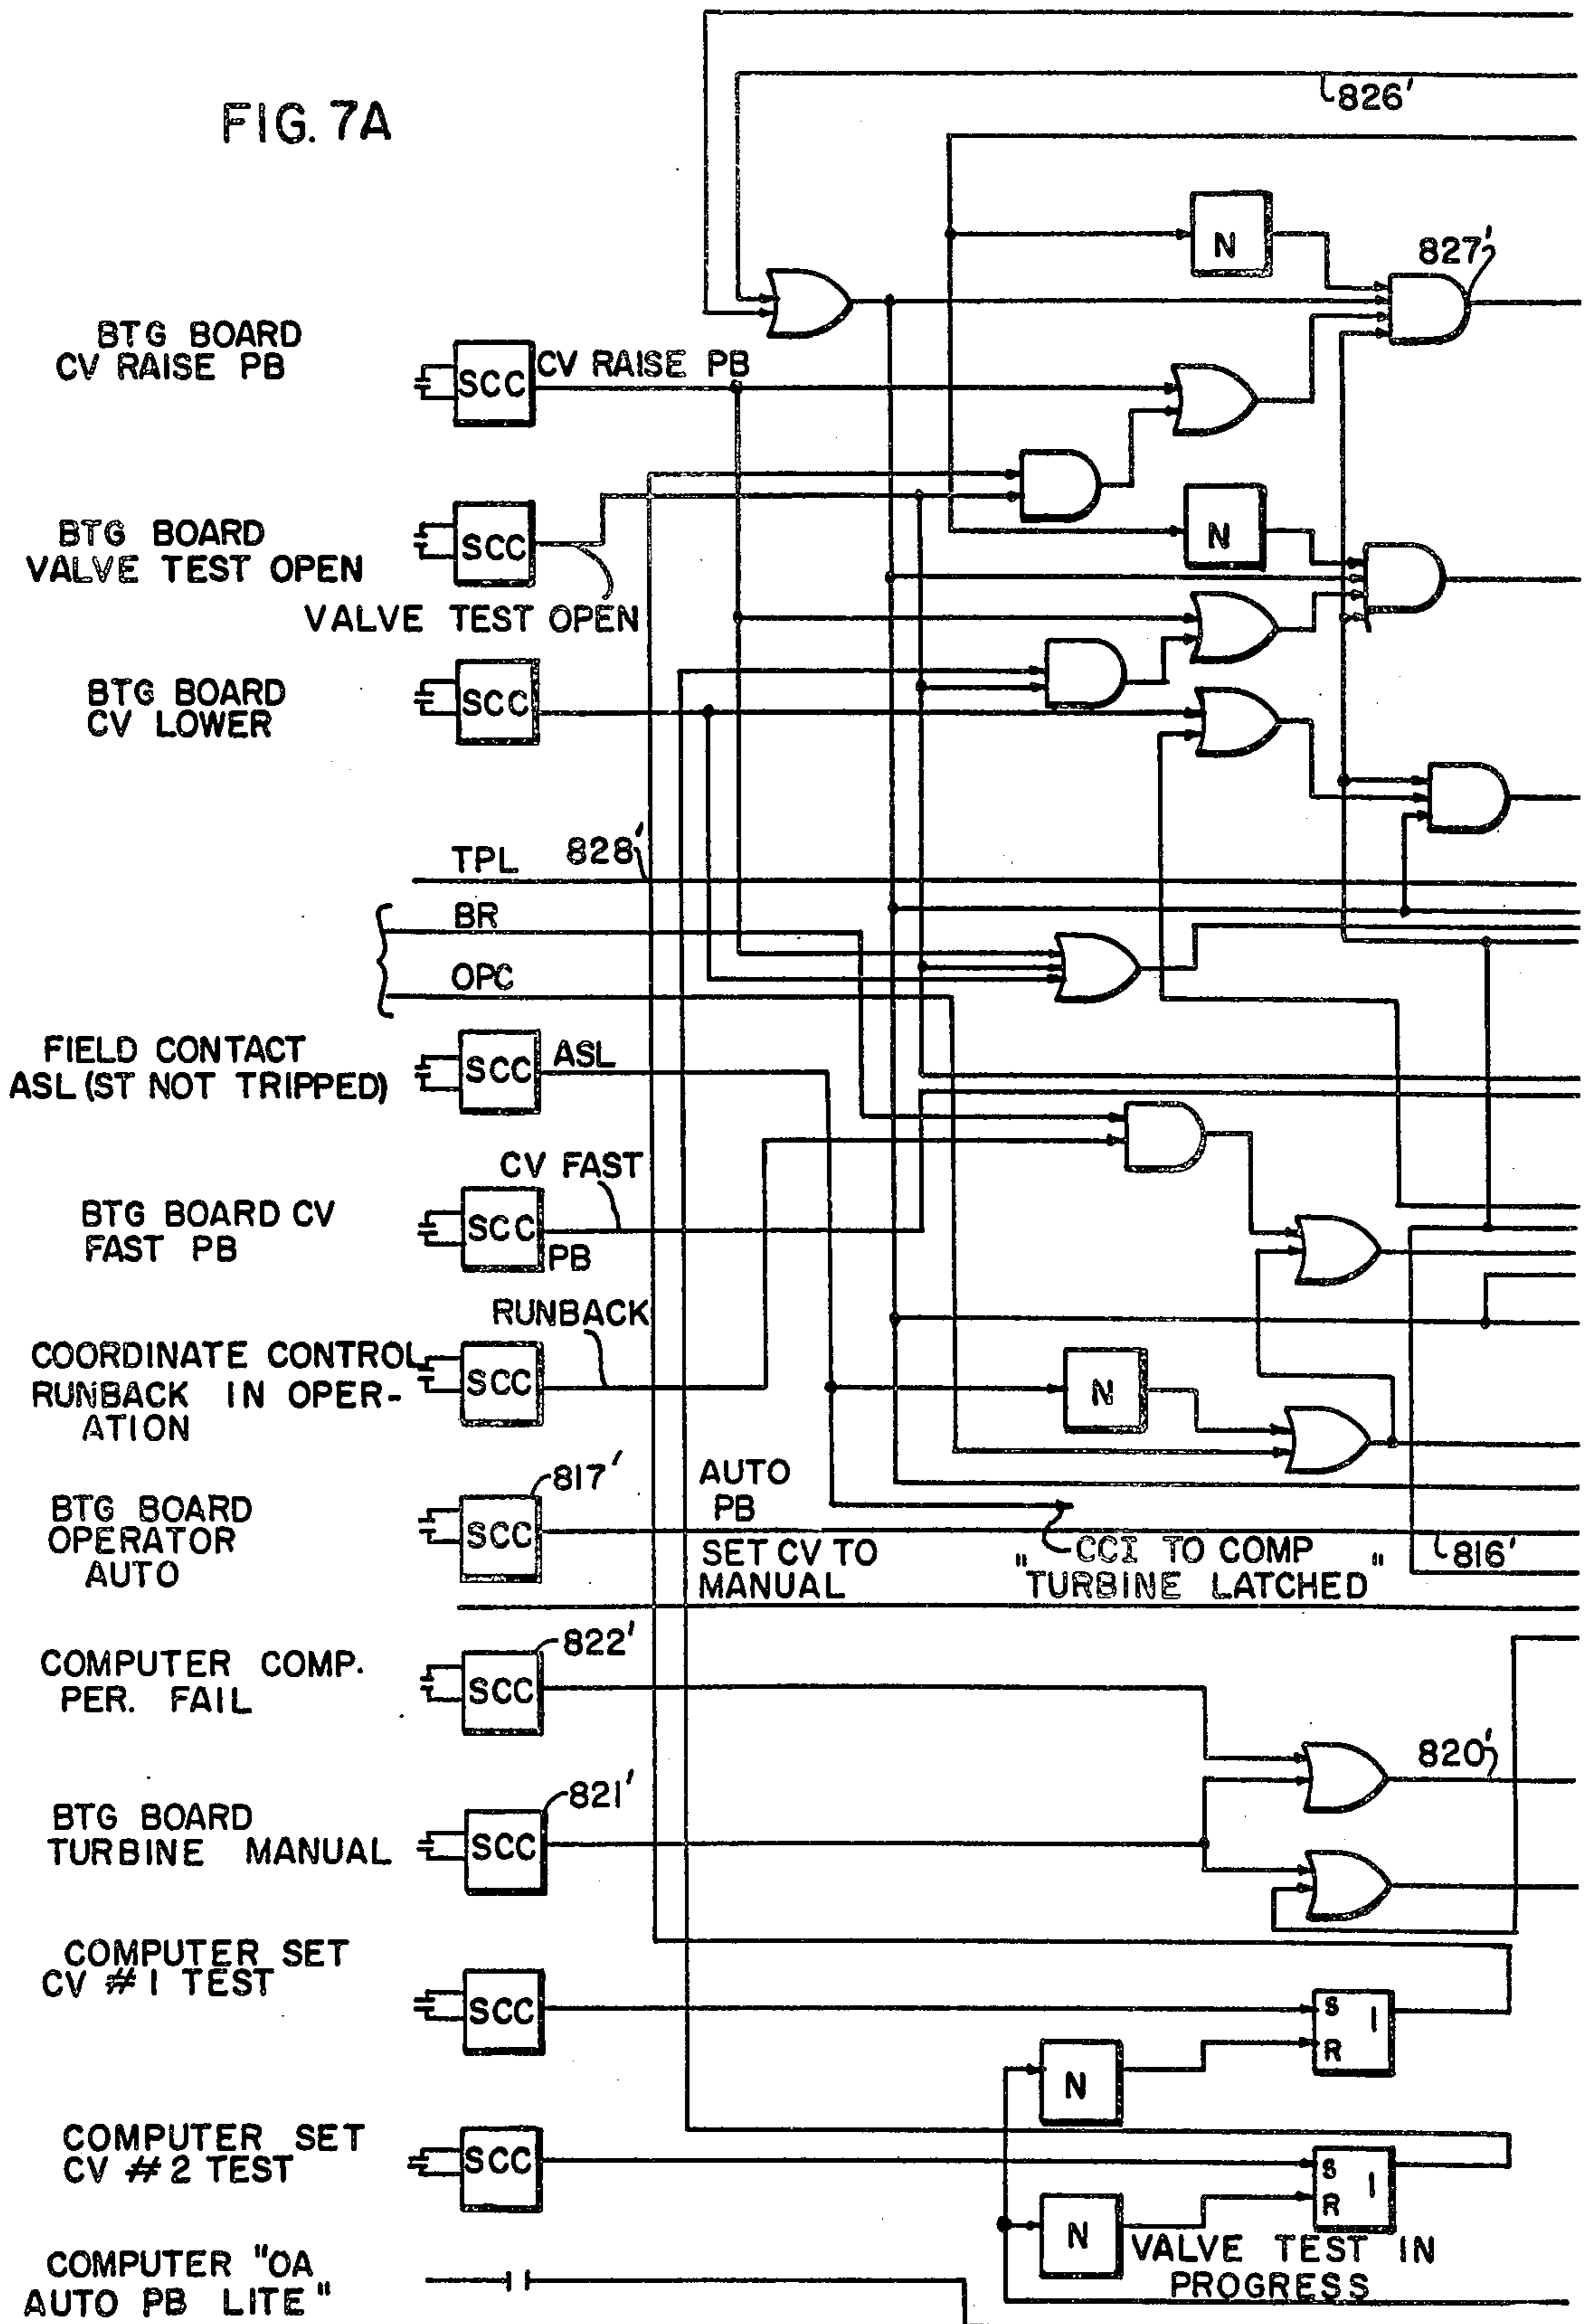 FIG. 7A
826'
N
827'
BTG BOARD
CV RAISE PB
SCC
CV RAISE PB
BTG BOARD
VALVE TEST OPEN
SCC
N
VALVE TEST OPEN
BTG BOARD
CV LOWER
SCC
TPL
828'
BR
OPC
FIELD CONTACT
ASL (ST NOT TRIPPED)
SCC
ASL
BTG BOARD CV
FAST PB
SCC
CV FAST
PB
COORDINATE CONTROL
RUNBACK IN OPER-
ATION
SCC
RUNBACK
N
BTG BOARD
OPERATOR
AUTO
SCC
817'
AUTO
PB
SET CV TO
MANUAL
" CCI TO COMP "
TURBINE LATCHED
816'
COMPUTER COMP.
PER. FAIL
SCC
822'
820'
BTG BOARD
TURBINE MANUAL
SCC
821'
COMPUTER SET
CV #1 TEST
SCC
S
R
1
N
COMPUTER SET
CV #2 TEST
SCC
S
R
1
N
VALVE TEST IN
PROGRESS
COMPUTER "OA
AUTO PB LITE"